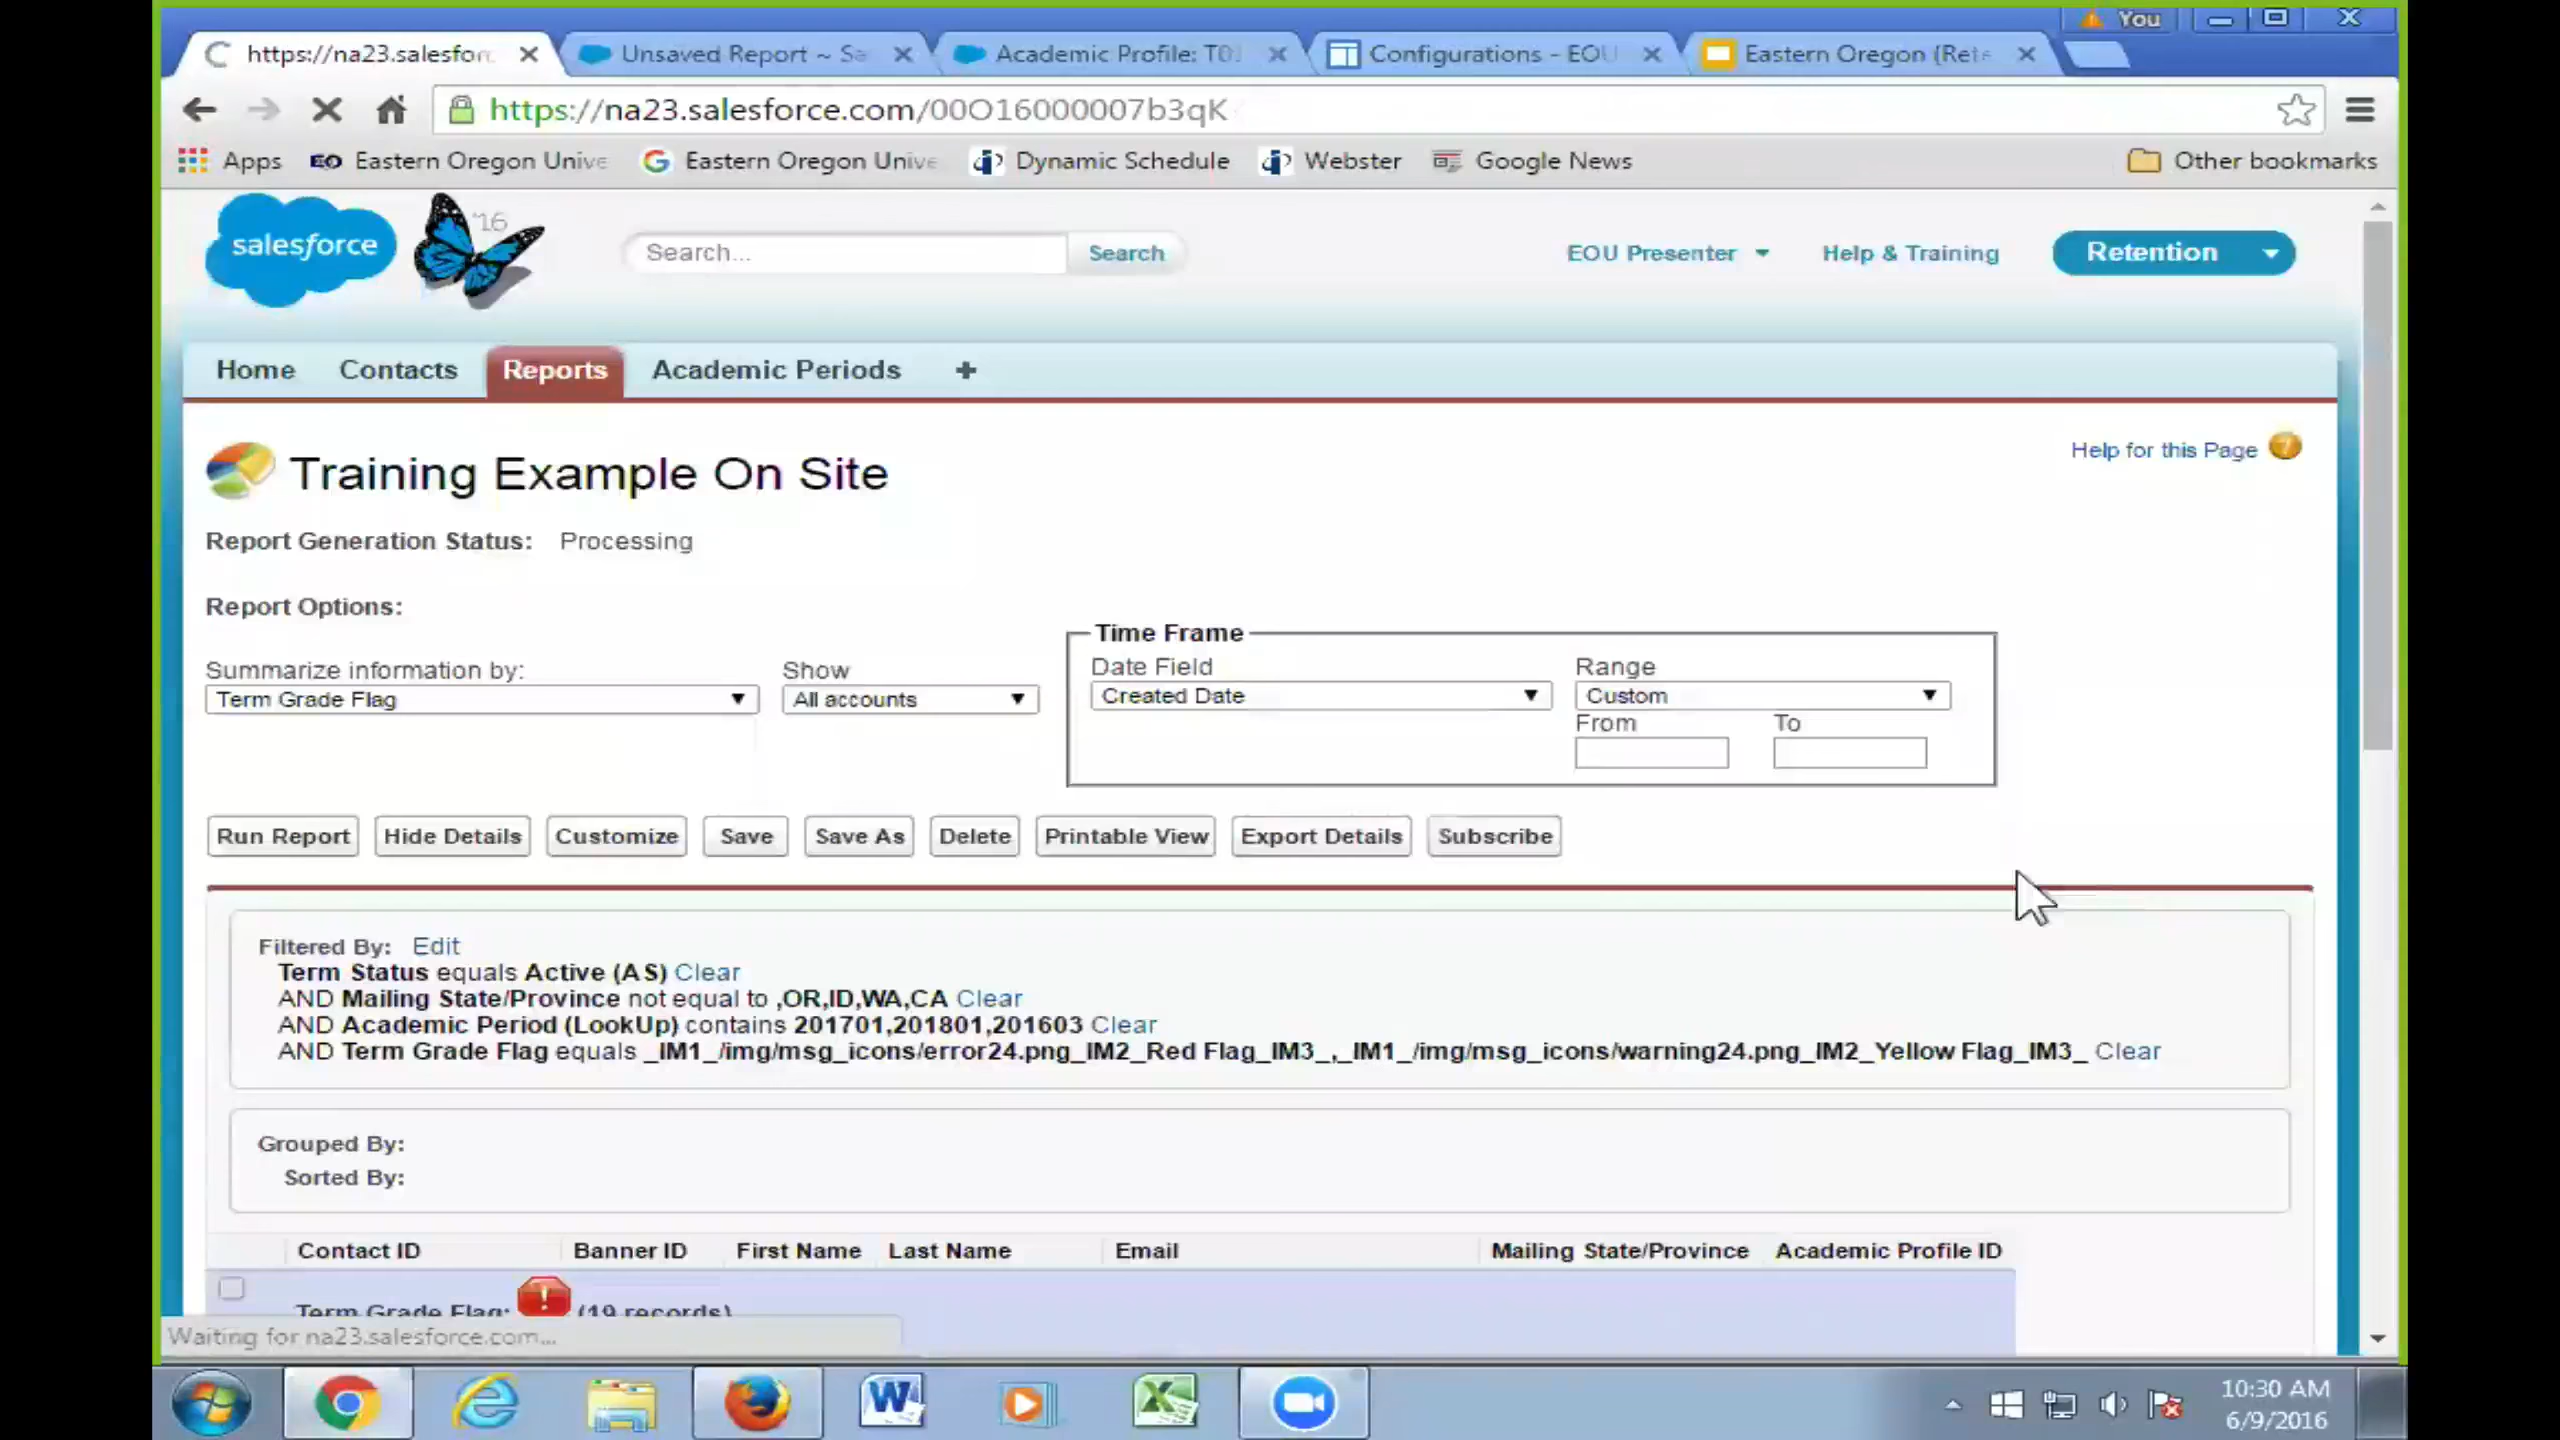 You
https://na23.salesfor
Unsaved Report ~ Sa
Academic Profile: T0
Configurations - EOU
Eastern Oregon (Rete
https://na23.salesforce.com/00O16000007b3qK
Apps
Eastern Oregon Unive
Eastern Oregon Unive
Dynamic Schedule
Webster
Google News
Other bookmarks
salesforce
'16
Search...
Search
EOU Presenter
Help & Training
Retention
Home
Contacts
Reports
Academic Periods
+
Training Example On Site
Help for this Page
Report Generation Status: Processing
Report Options:
Summarize information by:
Term Grade Flag
Show
All accounts
Time Frame
Date Field
Created Date
Range
Custom
From
To
Run Report
Hide Details
Customize
Save
Save As
Delete
Printable View
Export Details
Subscribe
Filtered By: Edit
Term Status equals Active (AS) Clear
AND Mailing State/Province not equal to ,OR,ID,WA,CA Clear
AND Academic Period (LookUp) contains 201701,201801,201603 Clear
AND Term Grade Flag equals _IM1_/img/msg_icons/error24.png_IM2_Red Flag_IM3_,_IM1_/img/msg_icons/warning24.png_IM2_Yellow Flag_IM3_ Clear
Grouped By:
Sorted By:
Contact ID
Banner ID
First Name
Last Name
Email
Mailing State/Province
Academic Profile ID
Term Grade Flag: (19 records)
Waiting for na23.salesforce.com...
10:30 AM
6/9/2016